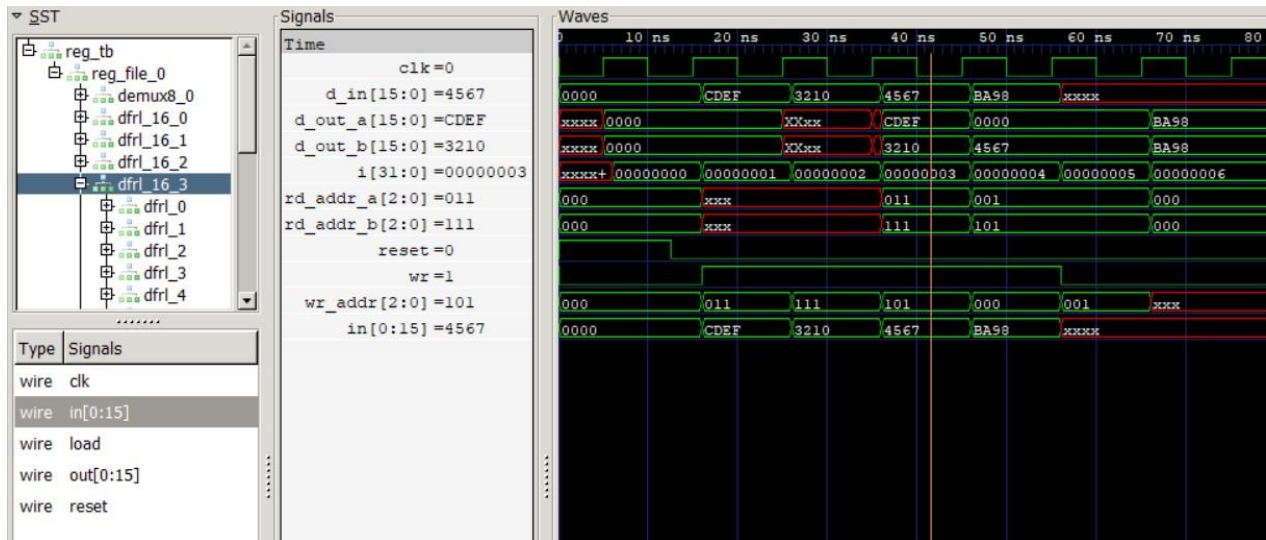 SST
reg_tb
reg_file_0
demux8_0
dfrl_16_0
dfrl_16_1
dfrl_16_2
dfrl_16_3
dfrl_0
dfrl_1
dfrl_2
dfrl_3
dfrl_4
Type Signals
wire clk
wire in[0:15]
wire load
wire out[0:15]
wire reset
Signals
Time
clk=0
d_in[15:0]=4567
d_out_a[15:0]=CDEF
d_out_b[15:0]=3210
i[31:0]=00000003
rd_addr_a[2:0]=011
rd_addr_b[2:0]=111
reset=0
wr=1
wr_addr[2:0]=101
in[0:15]=4567
Waves
0 10 ns 20 ns 30 ns 40 ns 50 ns 60 ns 70 ns 80
0000 CDEF 3210 4567 BA98 xxxx
xxxx 0000 XXxx CDEF 0000 BA98
xxxx 0000 XXxx 3210 4567 BA98
xxxx+ 00000000 00000001 00000002 00000003 00000004 00000005 00000006
000 xxx 011 001 000
000 xxx 111 101 000
000 011 111 101 000 001 xxx
0000 CDEF 3210 4567 BA98 xxxx